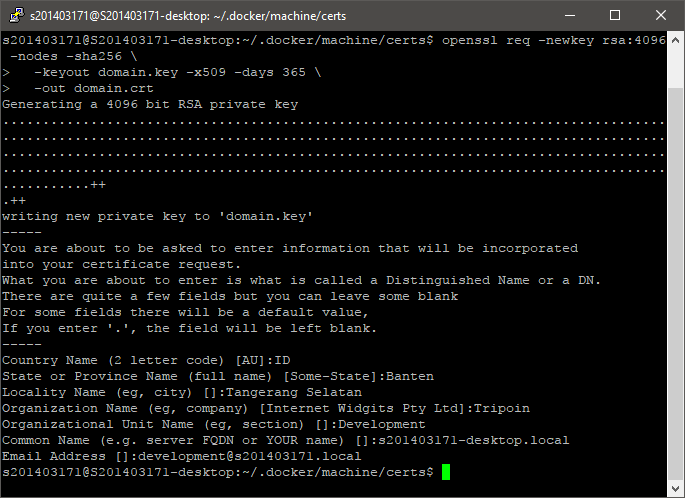 s201403171@S201403171-desktop: ~/.docker/machine/certs
s201403171@S201403171-desktop:~/.docker/machine/certs$ openssl req -newkey rsa:4096
 -nodes -sha256 \
>   -keyout domain.key -x509 -days 365 \
>   -out domain.crt
Generating a 4096 bit RSA private key
................................................................................
................................................................................
................................................................................
................................................................................
...........++
.++
writing new private key to 'domain.key'
-----
You are about to be asked to enter information that will be incorporated
into your certificate request.
What you are about to enter is what is called a Distinguished Name or a DN.
There are quite a few fields but you can leave some blank
For some fields there will be a default value,
If you enter '.', the field will be left blank.
-----
Country Name (2 letter code) [AU]:ID
State or Province Name (full name) [Some-State]:Banten
Locality Name (eg, city) []:Tangerang Selatan
Organization Name (eg, company) [Internet Widgits Pty Ltd]:Tripoin
Organizational Unit Name (eg, section) []:Development
Common Name (e.g. server FQDN or YOUR name) []:s201403171-desktop.local
Email Address []:development@s201403171.local
s201403171@S201403171-desktop:~/.docker/machine/certs$